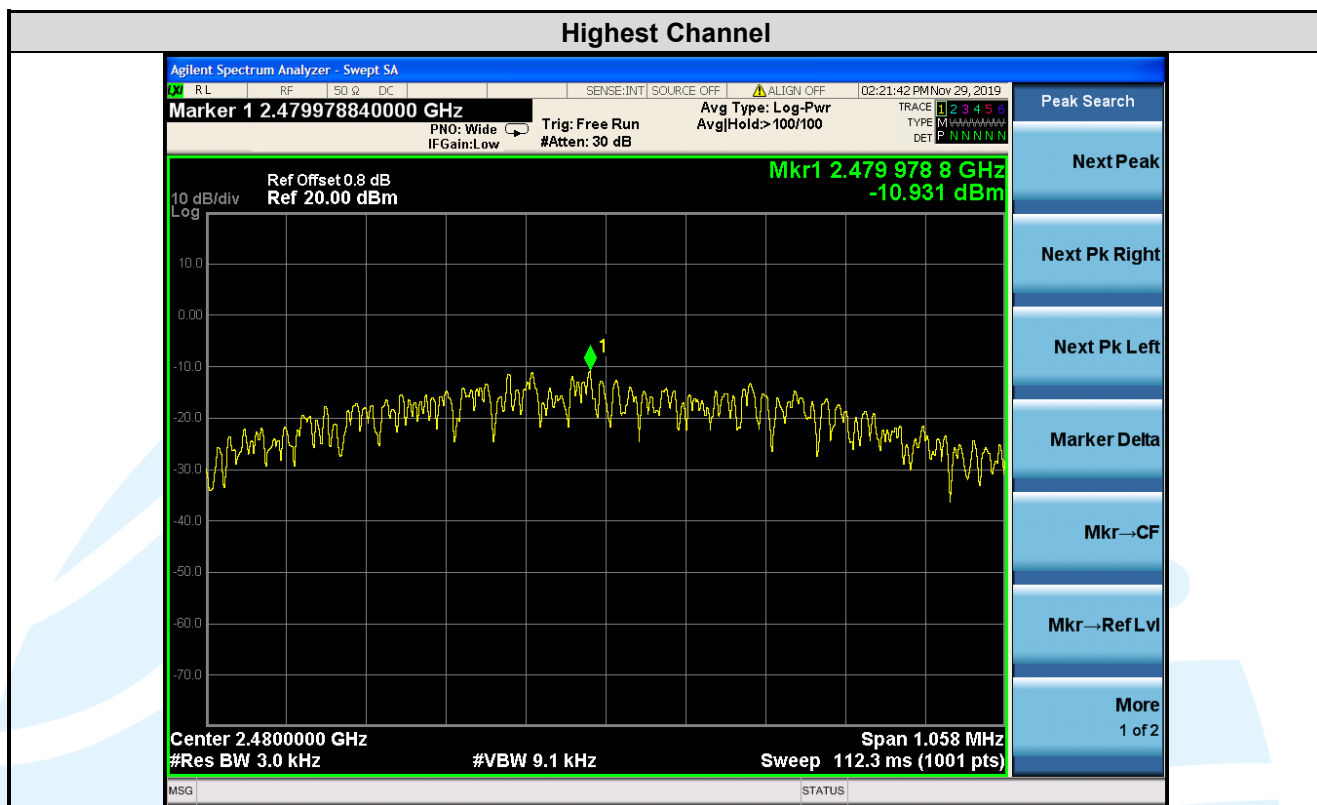 Highest Channel
Agilent Spectrum Analyzer - Swept SA
LXI RL RF 50 Ω DC SENSE:INT SOURCE OFF ALIGN OFF 02:21:42 PM Nov 29, 2019
Marker 1 2.479978840000 GHz
PNO: Wide
IFGain:Low
Trig: Free Run
#Atten: 30 dB
Avg Type: Log-Pwr
Avg|Hold:>100/100
TRACE 1 2 3 4 5 6
TYPE M WWWWW
DET P N N N N N
Peak Search
Next Peak
Next Pk Right
Next Pk Left
Marker Delta
Mkr→CF
Mkr→Ref Lvl
More
1 of 2
Mkr1 2.479 978 8 GHz
-10.931 dBm
Ref Offset 0.8 dB
10 dB/div Ref 20.00 dBm
Log
10.0
0.00
1
-10.0
-20.0
-30.0
-40.0
-50.0
-60.0
-70.0
Center 2.4800000 GHz Span 1.058 MHz
#Res BW 3.0 kHz #VBW 9.1 kHz Sweep 112.3 ms (1001 pts)
MSG STATUS